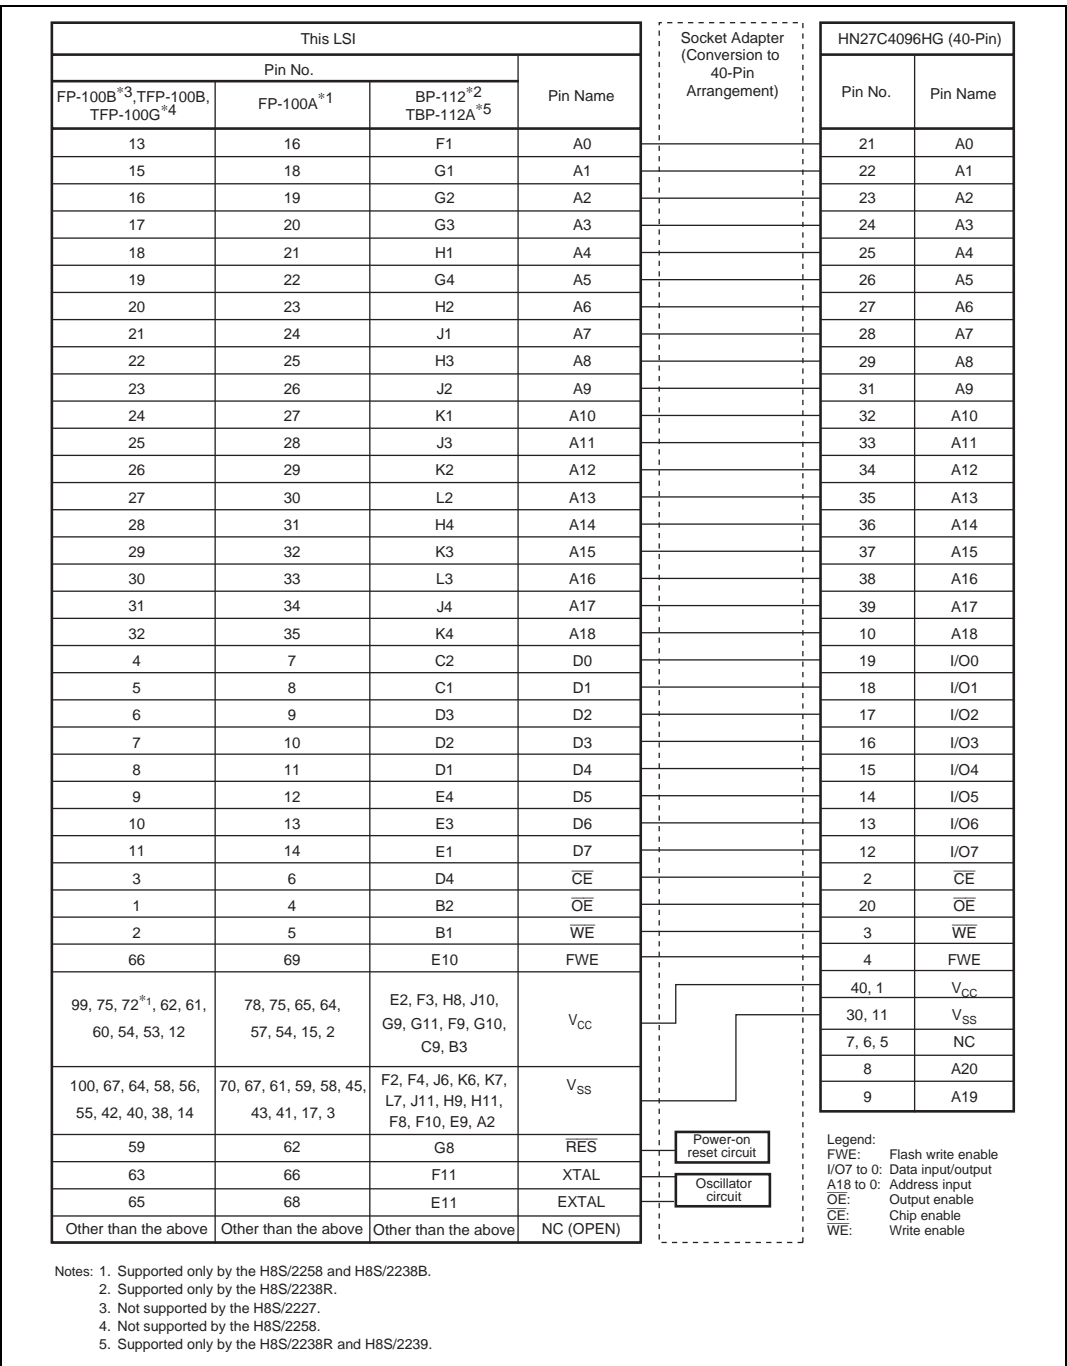 This LSI
Socket Adapter
(Conversion to
40-Pin
Arrangement)
HN27C4096HG (40-Pin)
Pin No.
Pin Name
Pin No.
Pin Name
FP-100B*3,TFP-100B,
TFP-100G*4
FP-100A*1
BP-112*2
TBP-112A*5
13 16 F1 A0 21 A0
15 18 G1 A1 22 A1
16 19 G2 A2 23 A2
17 20 G3 A3 24 A3
18 21 H1 A4 25 A4
19 22 G4 A5 26 A5
20 23 H2 A6 27 A6
21 24 J1 A7 28 A7
22 25 H3 A8 29 A8
23 26 J2 A9 31 A9
24 27 K1 A10 32 A10
25 28 J3 A11 33 A11
26 29 K2 A12 34 A12
27 30 L2 A13 35 A13
28 31 H4 A14 36 A14
29 32 K3 A15 37 A15
30 33 L3 A16 38 A16
31 34 J4 A17 39 A17
32 35 K4 A18 10 A18
4 7 C2 D0 19 I/O0
5 8 C1 D1 18 I/O1
6 9 D3 D2 17 I/O2
7 10 D2 D3 16 I/O3
8 11 D1 D4 15 I/O4
9 12 E4 D5 14 I/O5
10 13 E3 D6 13 I/O6
11 14 E1 D7 12 I/O7
3 6 D4 CE 2 CE
1 4 B2 OE 20 OE
2 5 B1 WE 3 WE
66 69 E10 FWE 4 FWE
99, 75, 72*1, 62, 61,
60, 54, 53, 12
78, 75, 65, 64,
57, 54, 15, 2
E2, F3, H8, J10,
G9, G11, F9, G10,
C9, B3
VCC
40, 1 VCC
30, 11 VSS
7, 6, 5 NC
8 A20
9 A19
100, 67, 64, 58, 56,
55, 42, 40, 38, 14
70, 67, 61, 59, 58, 45,
43, 41, 17, 3
F2, F4, J6, K6, K7,
L7, J11, H9, H11,
F8, F10, E9, A2
VSS
59 62 G8 RES
Power-on
reset circuit
63 66 F11 XTAL
65 68 E11 EXTAL
Oscillator
circuit
Other than the above Other than the above Other than the above NC (OPEN)
Legend:
FWE: Flash write enable
I/O7 to 0: Data input/output
A18 to 0: Address input
OE: Output enable
CE: Chip enable
WE: Write enable
Notes: 1. Supported only by the H8S/2258 and H8S/2238B.
2. Supported only by the H8S/2238R.
3. Not supported by the H8S/2227.
4. Not supported by the H8S/2258.
5. Supported only by the H8S/2238R and H8S/2239.